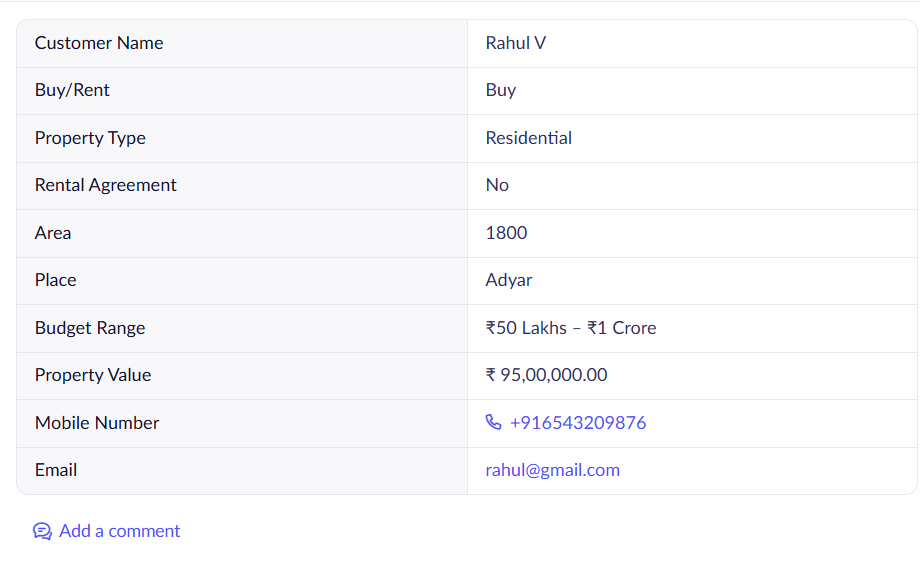 Customer Name Rahul V
Buy/Rent Buy
Property Type Residential
Rental Agreement No
Area 1800
Place Adyar
Budget Range ₹50 Lakhs – ₹1 Crore
Property Value ₹ 95,00,000.00
Mobile Number +916543209876
Email rahul@gmail.com
Add a comment